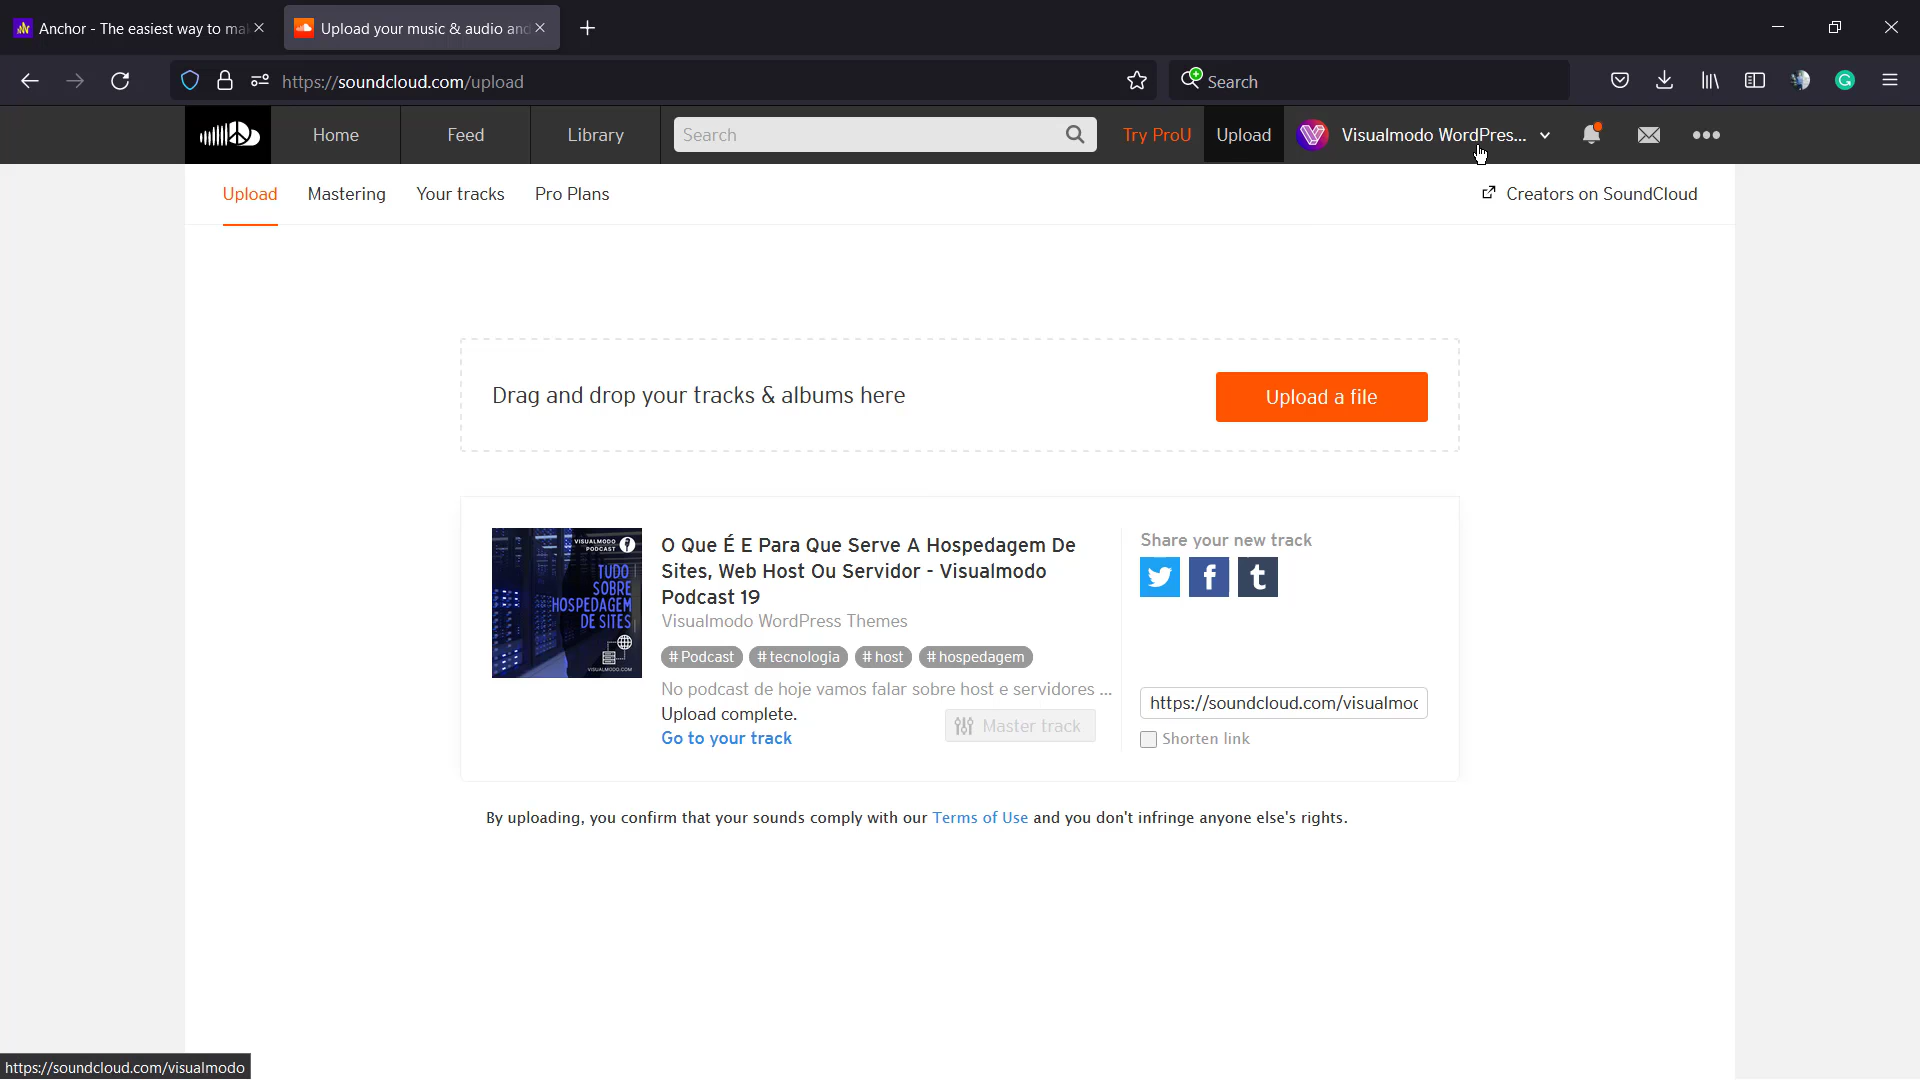 Anchor - The easiest way to ma
Upload your music & audio and
https://soundcloud.com/upload
Search
Home
Feed
Library
Search
Try ProU
Upload
Visualmodo WordPres...
Upload
Mastering
Your tracks
Pro Plans
Creators on SoundCloud
Drag and drop your tracks & albums here
Upload a file
VISUALMODO
PODCAST
TUDO
SOBRE
HOSPEDAGEM
DE SITES
VISUALMODO.COM
O Que É E Para Que Serve A Hospedagem De
Sites, Web Host Ou Servidor - Visualmodo
Podcast 19
Visualmodo WordPress Themes
# Podcast # tecnologia # host # hospedagem
No podcast de hoje vamos falar sobre host e servidores ...
Upload complete.
Go to your track
Master track
Share your new track
https://soundcloud.com/visualmoc
Shorten link
By uploading, you confirm that your sounds comply with our Terms of Use and you don't infringe anyone else's rights.
https://soundcloud.com/visualmodo